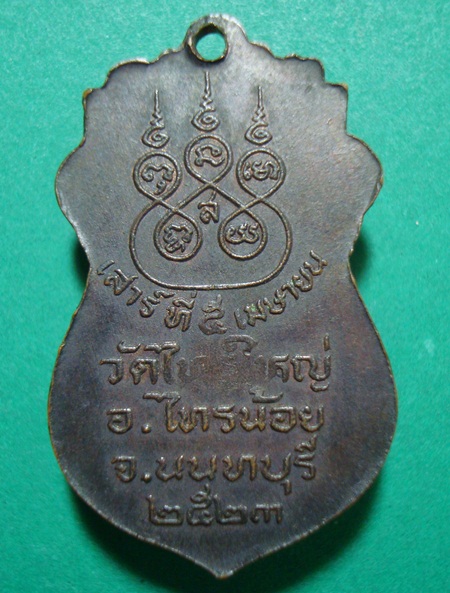 เสาร์ที่ ๕ เมษายน
วัดไทรใหญ่
อ.ไทรน้อย
จ.นนทบุรี
๒๕๒๓